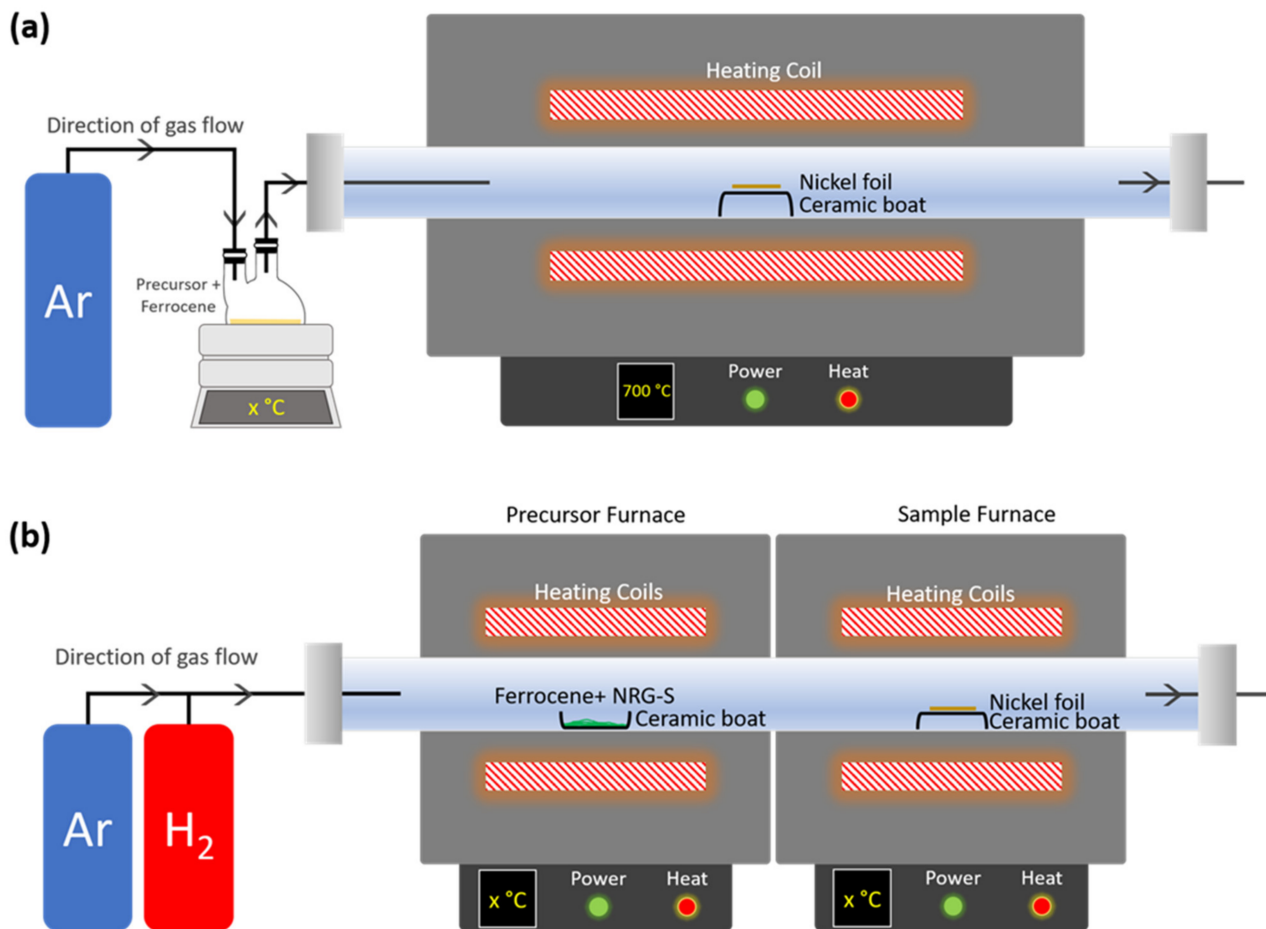 (a)
Heating Coil
Direction of gas flow
Nickel foil
Ceramic boat
Precursor +
Ferrocene
Ar
x °C
700 °C
Power
Heat
(b)
Precursor Furnace
Sample Furnace
Heating Coils
Heating Coils
Direction of gas flow
Ferrocene+ NRG-S
Ceramic boat
Nickel foil
Ceramic boat
Ar
H₂
x °C
Power
Heat
x °C
Power
Heat